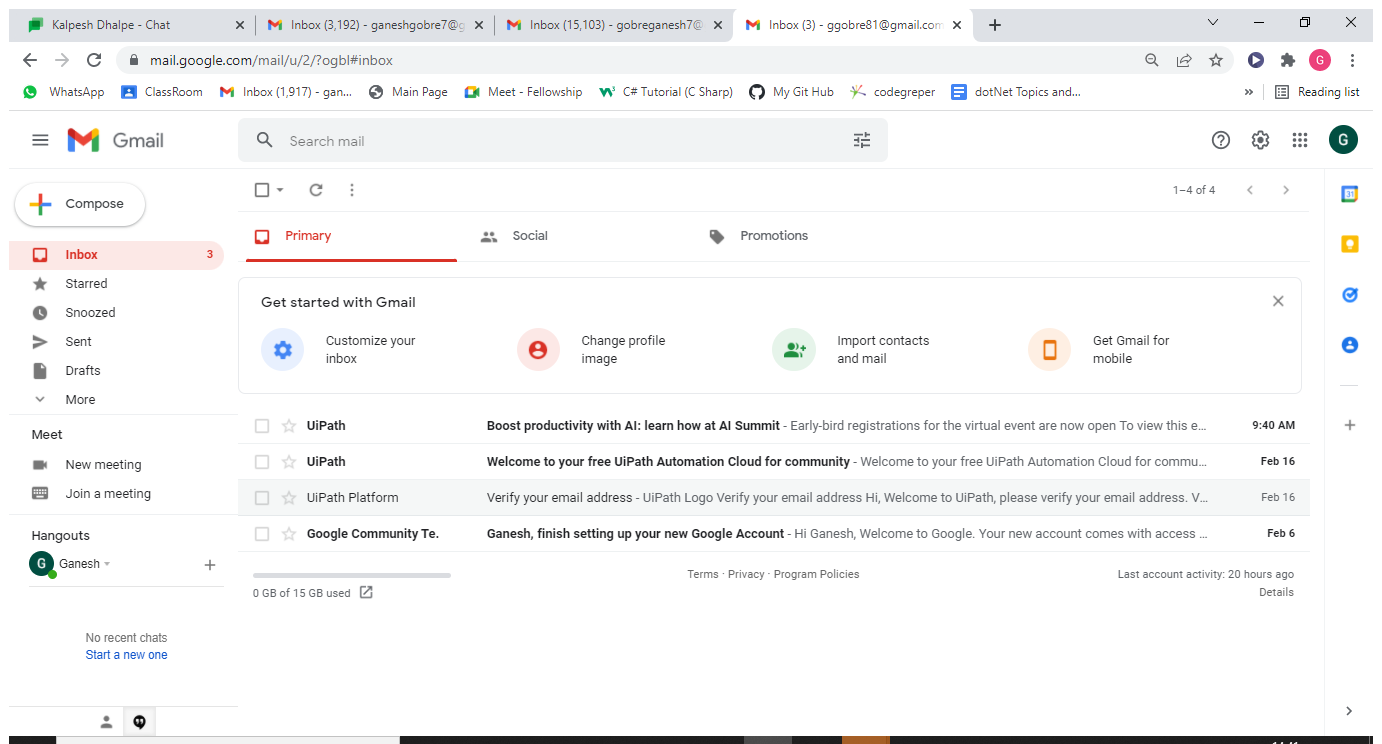 Kalpesh Dhalpe - Chat
Inbox (3,192) - ganeshgobre7@g
Inbox (15,103) - gobreganesh7@
Inbox (3) - ggobre81@gmail.com
mail.google.com/mail/u/2/?ogbl#inbox
G
WhatsApp ClassRoom Inbox (1,917) - gan... Main Page Meet - Fellowship C# Tutorial (C Sharp) My Git Hub codegreper dotNet Topics and... » Reading list
Gmail
Search mail
G
Compose
1–4 of 4
31
Primary
Social
Promotions
Inbox 3
Starred
Snoozed
Sent
Drafts
More
Get started with Gmail
Customize your
inbox
Change profile
image
Import contacts
and mail
Get Gmail for
mobile
UiPath Boost productivity with AI: learn how at AI Summit - Early-bird registrations for the virtual event are now open To view this e... 9:40 AM
UiPath Welcome to your free UiPath Automation Cloud for community - Welcome to your free UiPath Automation Cloud for commu... Feb 16
UiPath Platform Verify your email address - UiPath Logo Verify your email address Hi, Welcome to UiPath, please verify your email address. V... Feb 16
Google Community Te. Ganesh, finish setting up your new Google Account - Hi Ganesh, Welcome to Google. Your new account comes with access ... Feb 6
Meet
New meeting
Join a meeting
Hangouts
G Ganesh
No recent chats
Start a new one
0 GB of 15 GB used
Terms · Privacy · Program Policies
Last account activity: 20 hours ago
Details